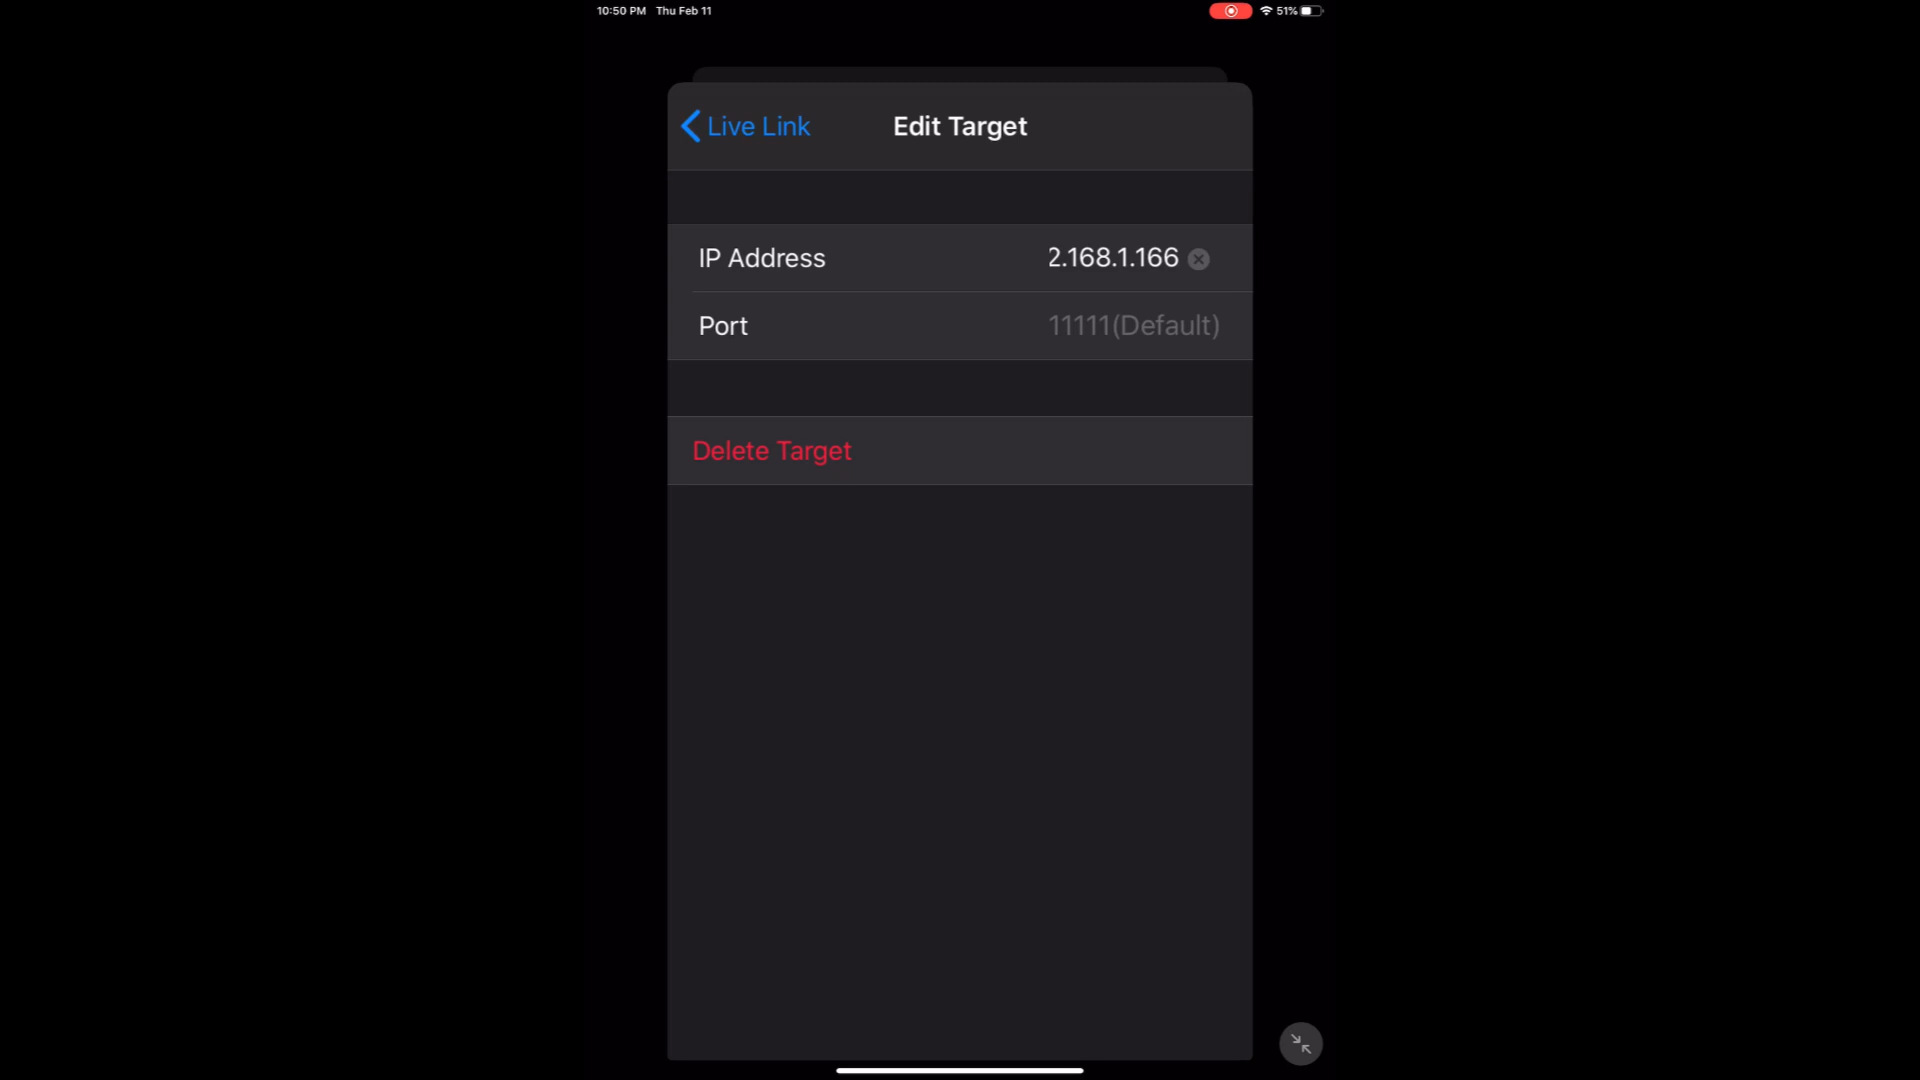 10:50 PM Thu Feb 11
51%
Live Link
Edit Target
IP Address 2.168.1.166
Port 11111(Default)
Delete Target